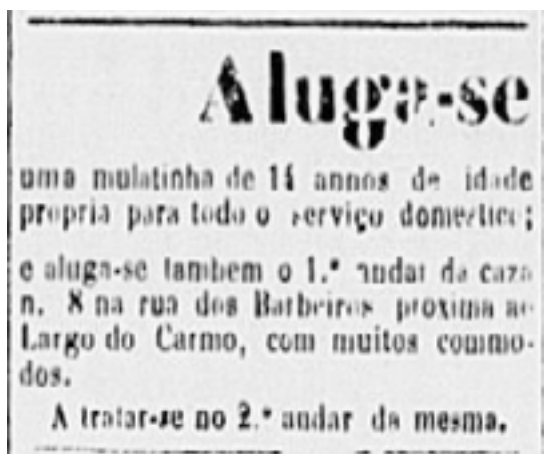 Aluga-se
uma mulatinha de 14 annos de idade
propria para todo o serviço domestico;
e aluga-se tambem o 1.º andar da caza
n. 8 na rua dos Barbeiros proxima ao
Largo do Carmo, com muitos commo-
dos.
A tratar-se no 2.º andar da mesma.